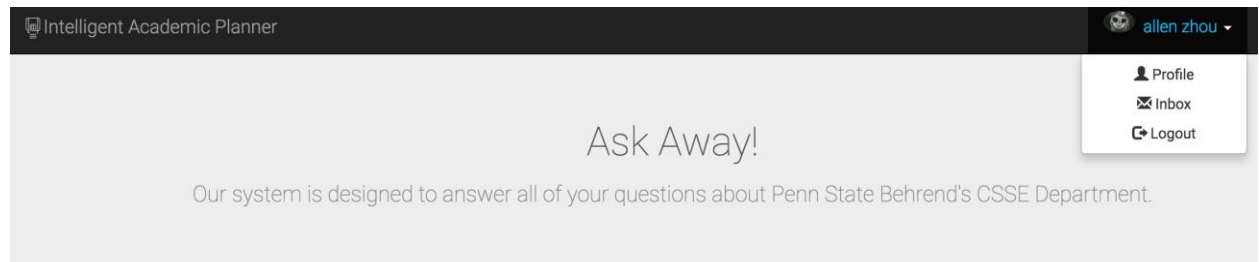 Intelligent Academic Planner
allen zhou
Profile
Inbox
Logout
Ask Away!
Our system is designed to answer all of your questions about Penn State Behrend's CSSE Department.